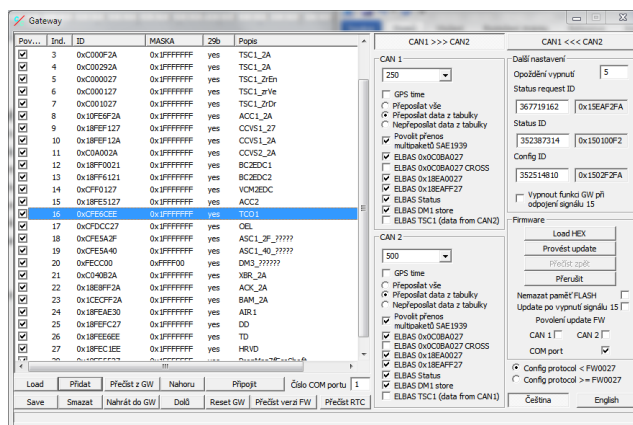 Gateway
Pov... Ind. ID MASKA 29b Popis
3 0xC000F2A 0x1FFFFFFF yes TSC1_2A
4 0xC00292A 0x1FFFFFFF yes TSC1_2A
5 0xC000027 0x1FFFFFFF yes TSC1_ZrEn
6 0xC000127 0x1FFFFFFF yes TSC1_zrVe
7 0xC001027 0x1FFFFFFF yes TSC1_ZrDr
8 0x10FE6F2A 0x1FFFFFFF yes ACC1_2A
9 0x18FEF127 0x1FFFFFFF yes CCVS1_27
10 0x18FEF12A 0x1FFFFFFF yes CCVS1_2A
11 0xC0A002A 0x1FFFFFFF yes CCVS2_2A
12 0x18FF0021 0x1FFFFFFF yes BC2EDC1
13 0x18FF6121 0x1FFFFFFF yes BC2EDC2
14 0xCFF0127 0x1FFFFFFF yes VCM2EDC
15 0x18FE5127 0x1FFFFFFF yes ACC2
16 0xCFE6CEE 0x1FFFFFFF yes TCO1
17 0xCFDCC27 0x1FFFFFFF yes OEL
18 0xCFE5A2F 0x1FFFFFFF yes ASC1_2F_?????
19 0xCFE5A40 0x1FFFFFFF yes ASC1_40_?????
20 0xFECC00 0xFFFF00 yes DM3_??????
21 0xC040B2A 0x1FFFFFFF yes XBR_2A
22 0x18E8FF2A 0x1FFFFFFF yes ACK_2A
23 0x1CECFF2A 0x1FFFFFFF yes BAM_2A
24 0x18FEAE30 0x1FFFFFFF yes AIR1
25 0x18FEFC27 0x1FFFFFFF yes DD
26 0x18FEE6EE 0x1FFFFFFF yes TD
27 0x18FEC1EE 0x1FFFFFFF yes HRVD
Load Přidat Přečíst z GW Nahoru Připojit Číslo COM portu 1
Save Smazat Nahrát do GW Dolů Reset GW Přečíst verzi FW Přečíst RTC
CAN1 >>> CAN2
CAN 1
250
GPS time
Přeposílat vše
Přeposílat data z tabulky
Nepřeposílat data z tabulky
Povolit přenos
multipaketů SAE1939
ELBAS 0x0C0BA027
ELBAS 0x0C0BA027 CROSS
ELBAS 0x18EA0027
ELBAS 0x18EAFF27
ELBAS Status
ELBAS DM1 store
ELBAS TSC1 (data from CAN2)
CAN 2
500
GPS time
Přeposílat vše
Přeposílat data z tabulky
Nepřeposílat data z tabulky
Povolit přenos
multipaketů SAE1939
ELBAS 0x0C0BA027
ELBAS 0x0C0BA027 CROSS
ELBAS 0x18EA0027
ELBAS 0x18EAFF27
ELBAS Status
ELBAS DM1 store
ELBAS TSC1 (data from CAN1)
CAN1 <<< CAN2
Další nastavení
Opoždění vypnutí 5
Status request ID
367719162 0x15EAF2FA
Status ID
352387314 0x150100F2
Config ID
352514810 0x1502F2FA
Vypnout funkci GW při
odpojení signálu 15
Firmware
Load HEX
Provést update
Přečíst zpět
Přerušit
Nemazat paměť FLASH
Update po vypnutí signálu 15
Povolení update FW
CAN 1 CAN 2
COM port
Config protocol < FW0027
Config protocol >= FW0027
Čeština English